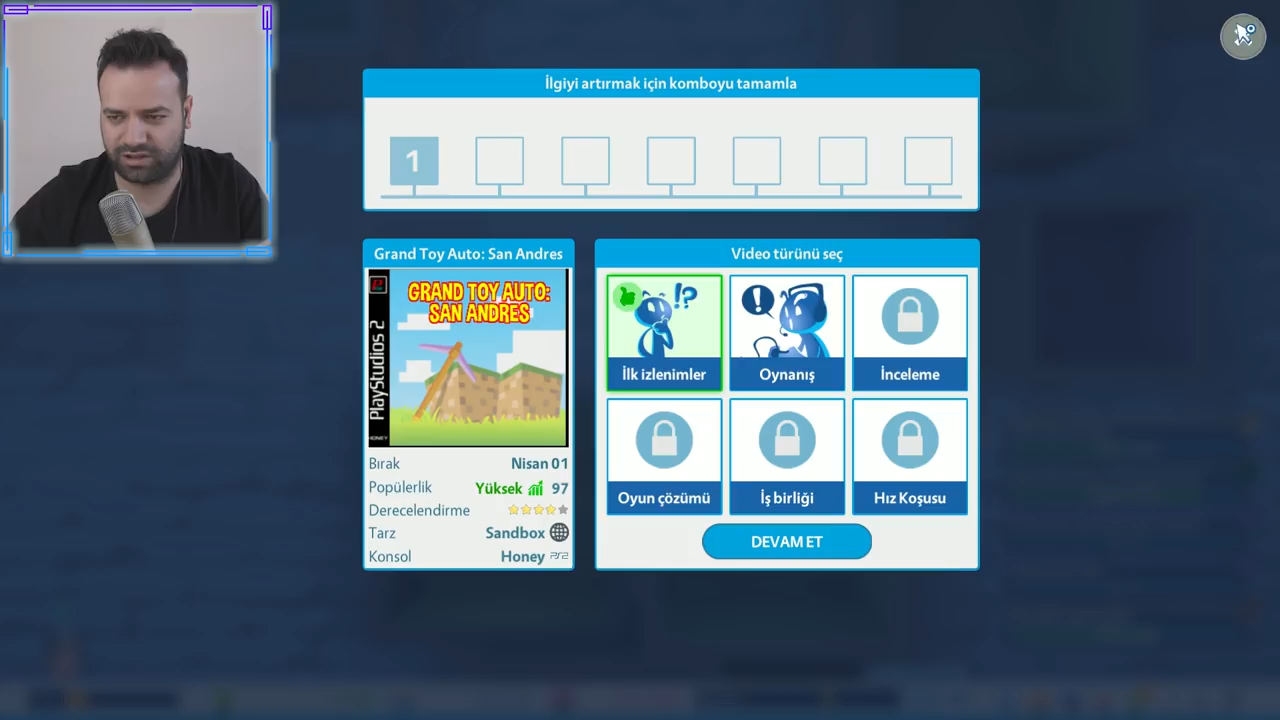 İlgiyi artırmak için komboyu tamamla
1
Grand Toy Auto: San Andres
GRAND TOY AUTO:
SAN ANDRES
PlayStudios 2
HONEY
Bırak Nisan 01
Popülerlik Yüksek 97
Derecelendirme
Tarz Sandbox
Konsol Honey PS2
Video türünü seç
!?
İlk izlenimler
!
Oynanış
İnceleme
Oyun çözümü
İş birliği
Hız Koşusu
DEVAM ET